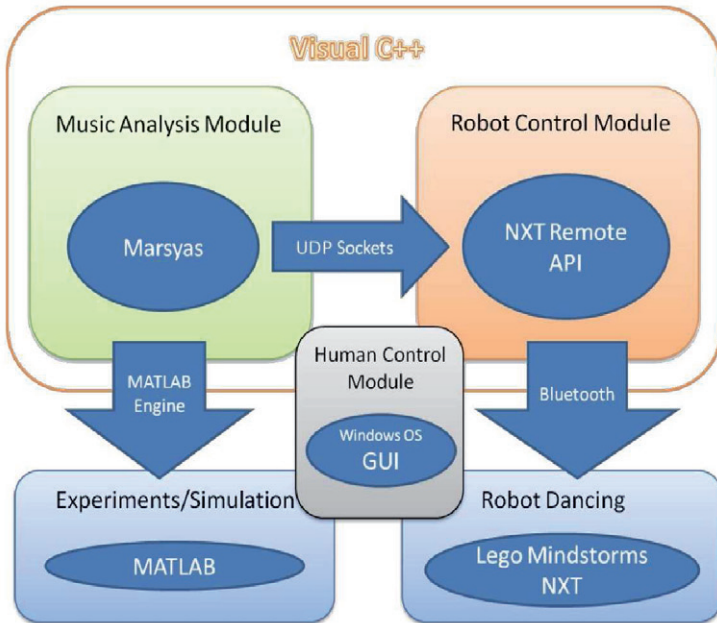 Visual C++
Music Analysis Module
Marsyas
UDP Sockets
Robot Control Module
NXT Remote
API
MATLAB
Engine
Human Control
Module
Windows OS
GUI
Bluetooth
Experiments/Simulation
MATLAB
Robot Dancing
Lego Mindstorms
NXT